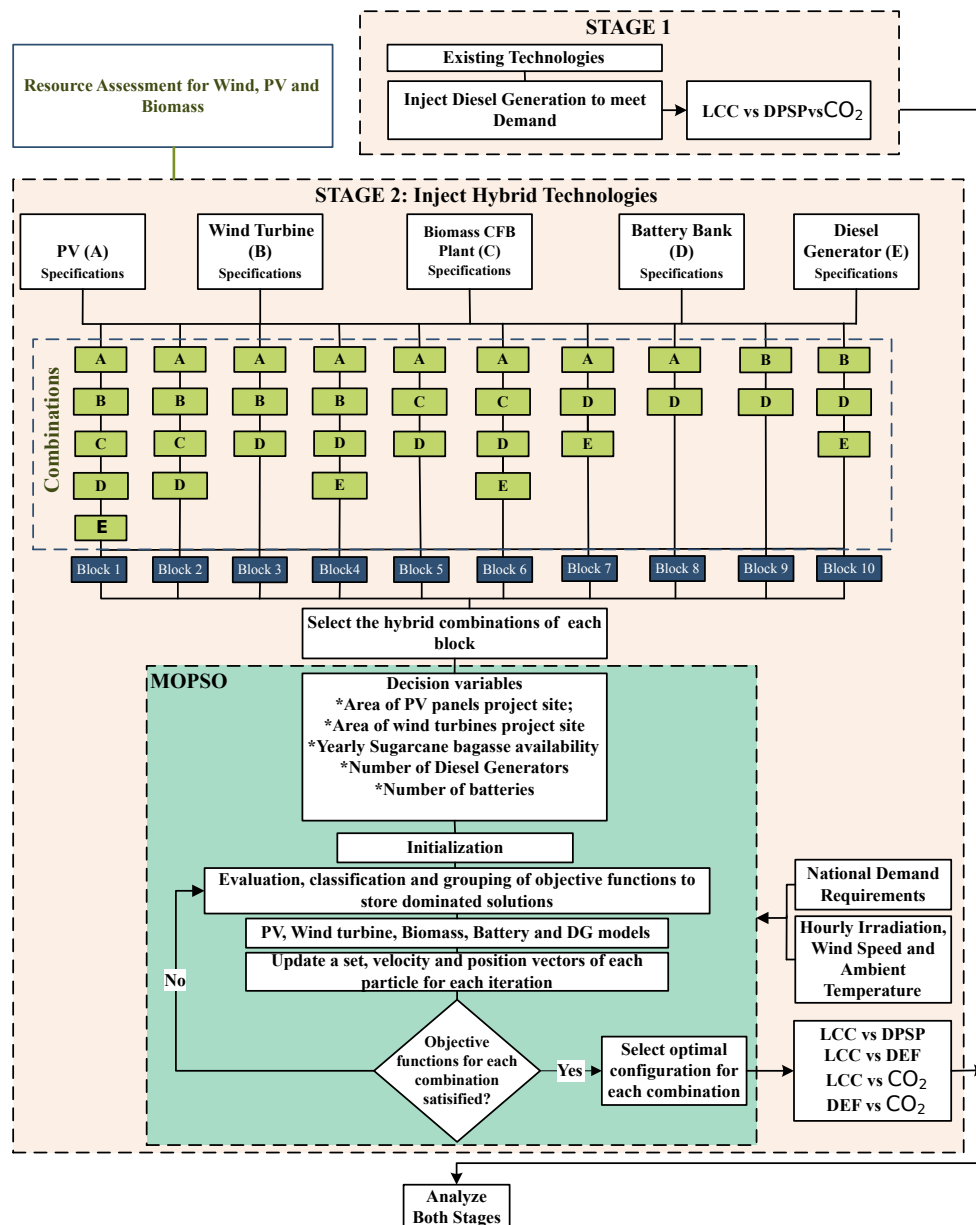 STAGE 1
Existing Technologies
Inject Diesel Generation to meet
Demand
LCC vs DPSPvsCO₂
Resource Assessment for Wind, PV and
Biomass
STAGE 2: Inject Hybrid Technologies
PV (A)
Specifications
Wind Turbine
(B)
Specifications
Biomass CFB
Plant (C)
Specifications
Battery Bank
(D)
Specifications
Diesel
Generator (E)
Specifications
Combinations
A
B
C
D
E
A
B
C
D
A
B
D
A
B
D
E
A
C
D
A
C
D
E
A
D
E
A
D
B
D
B
D
E
Block 1
Block 2
Block 3
Block4
Block 5
Block 6
Block 7
Block 8
Block 9
Block 10
Select the hybrid combinations of each
block
MOPSO
Decision variables
*Area of PV panels project site;
*Area of wind turbines project site
*Yearly Sugarcane bagasse availability
*Number of Diesel Generators
*Number of batteries
Initialization
Evaluation, classification and grouping of objective functions to
store dominated solutions
PV, Wind turbine, Biomass, Battery and DG models
Update a set, velocity and position vectors of each
particle for each iteration
No
Objective
functions for each
combination
satisified?
Yes
Select optimal
configuration for
each combination
National Demand
Requirements
Hourly Irradiation,
Wind Speed and
Ambient
Temperature
LCC vs DPSP
LCC vs DEF
LCC vs CO₂
DEF vs CO₂
Analyze
Both Stages